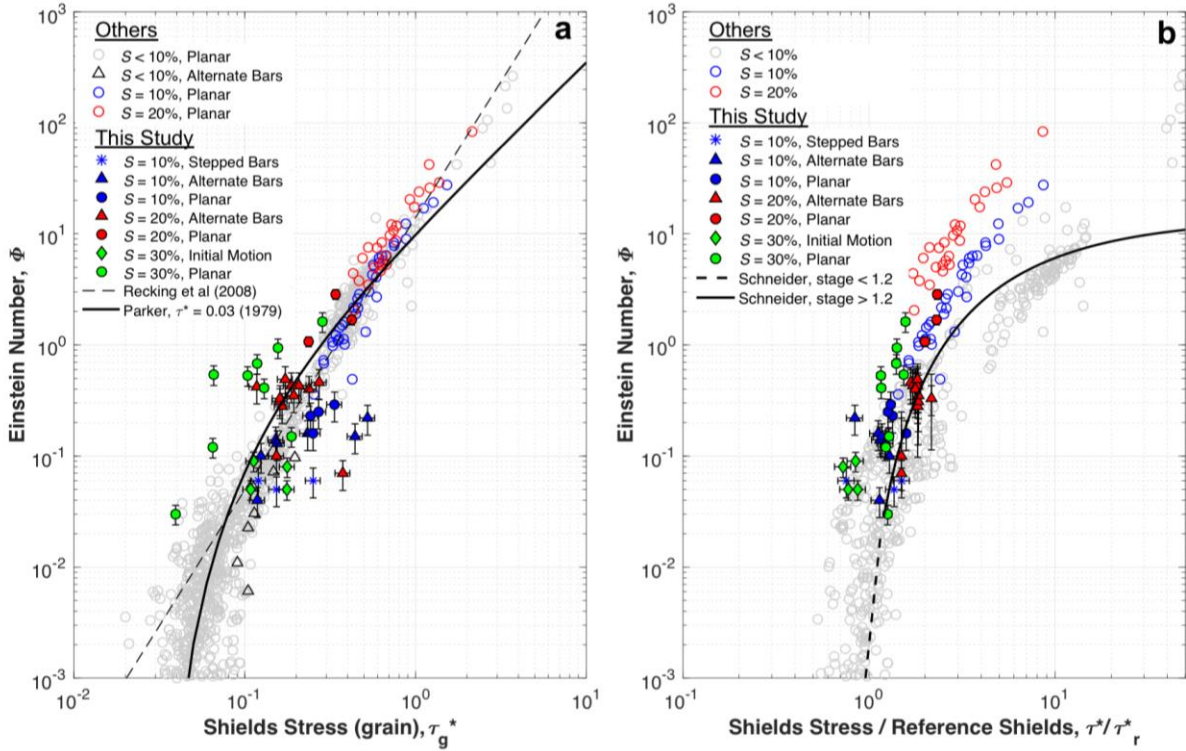 a
Others
S < 10%, Planar
S < 10%, Alternate Bars
S = 10%, Planar
S = 20%, Planar
This Study
S = 10%, Stepped Bars
S = 10%, Alternate Bars
S = 10%, Planar
S = 20%, Alternate Bars
S = 20%, Planar
S = 30%, Initial Motion
S = 30%, Planar
Recking et al (2008)
Parker, τ* = 0.03 (1979)
Einstein Number, Φ
10³
10²
10¹
10⁰
10⁻¹
10⁻²
10⁻³
10⁻² 10⁻¹ 10⁰ 10¹
Shields Stress (grain), τg*
b
Others
S < 10%
S = 10%
S = 20%
This Study
S = 10%, Stepped Bars
S = 10%, Alternate Bars
S = 10%, Planar
S = 20%, Alternate Bars
S = 20%, Planar
S = 30%, Initial Motion
S = 30%, Planar
Schneider, stage < 1.2
Schneider, stage > 1.2
Einstein Number, Φ
10³
10²
10¹
10⁰
10⁻¹
10⁻²
10⁻³
10⁻¹ 10⁰ 10¹
Shields Stress / Reference Shields, τ*/τ*r